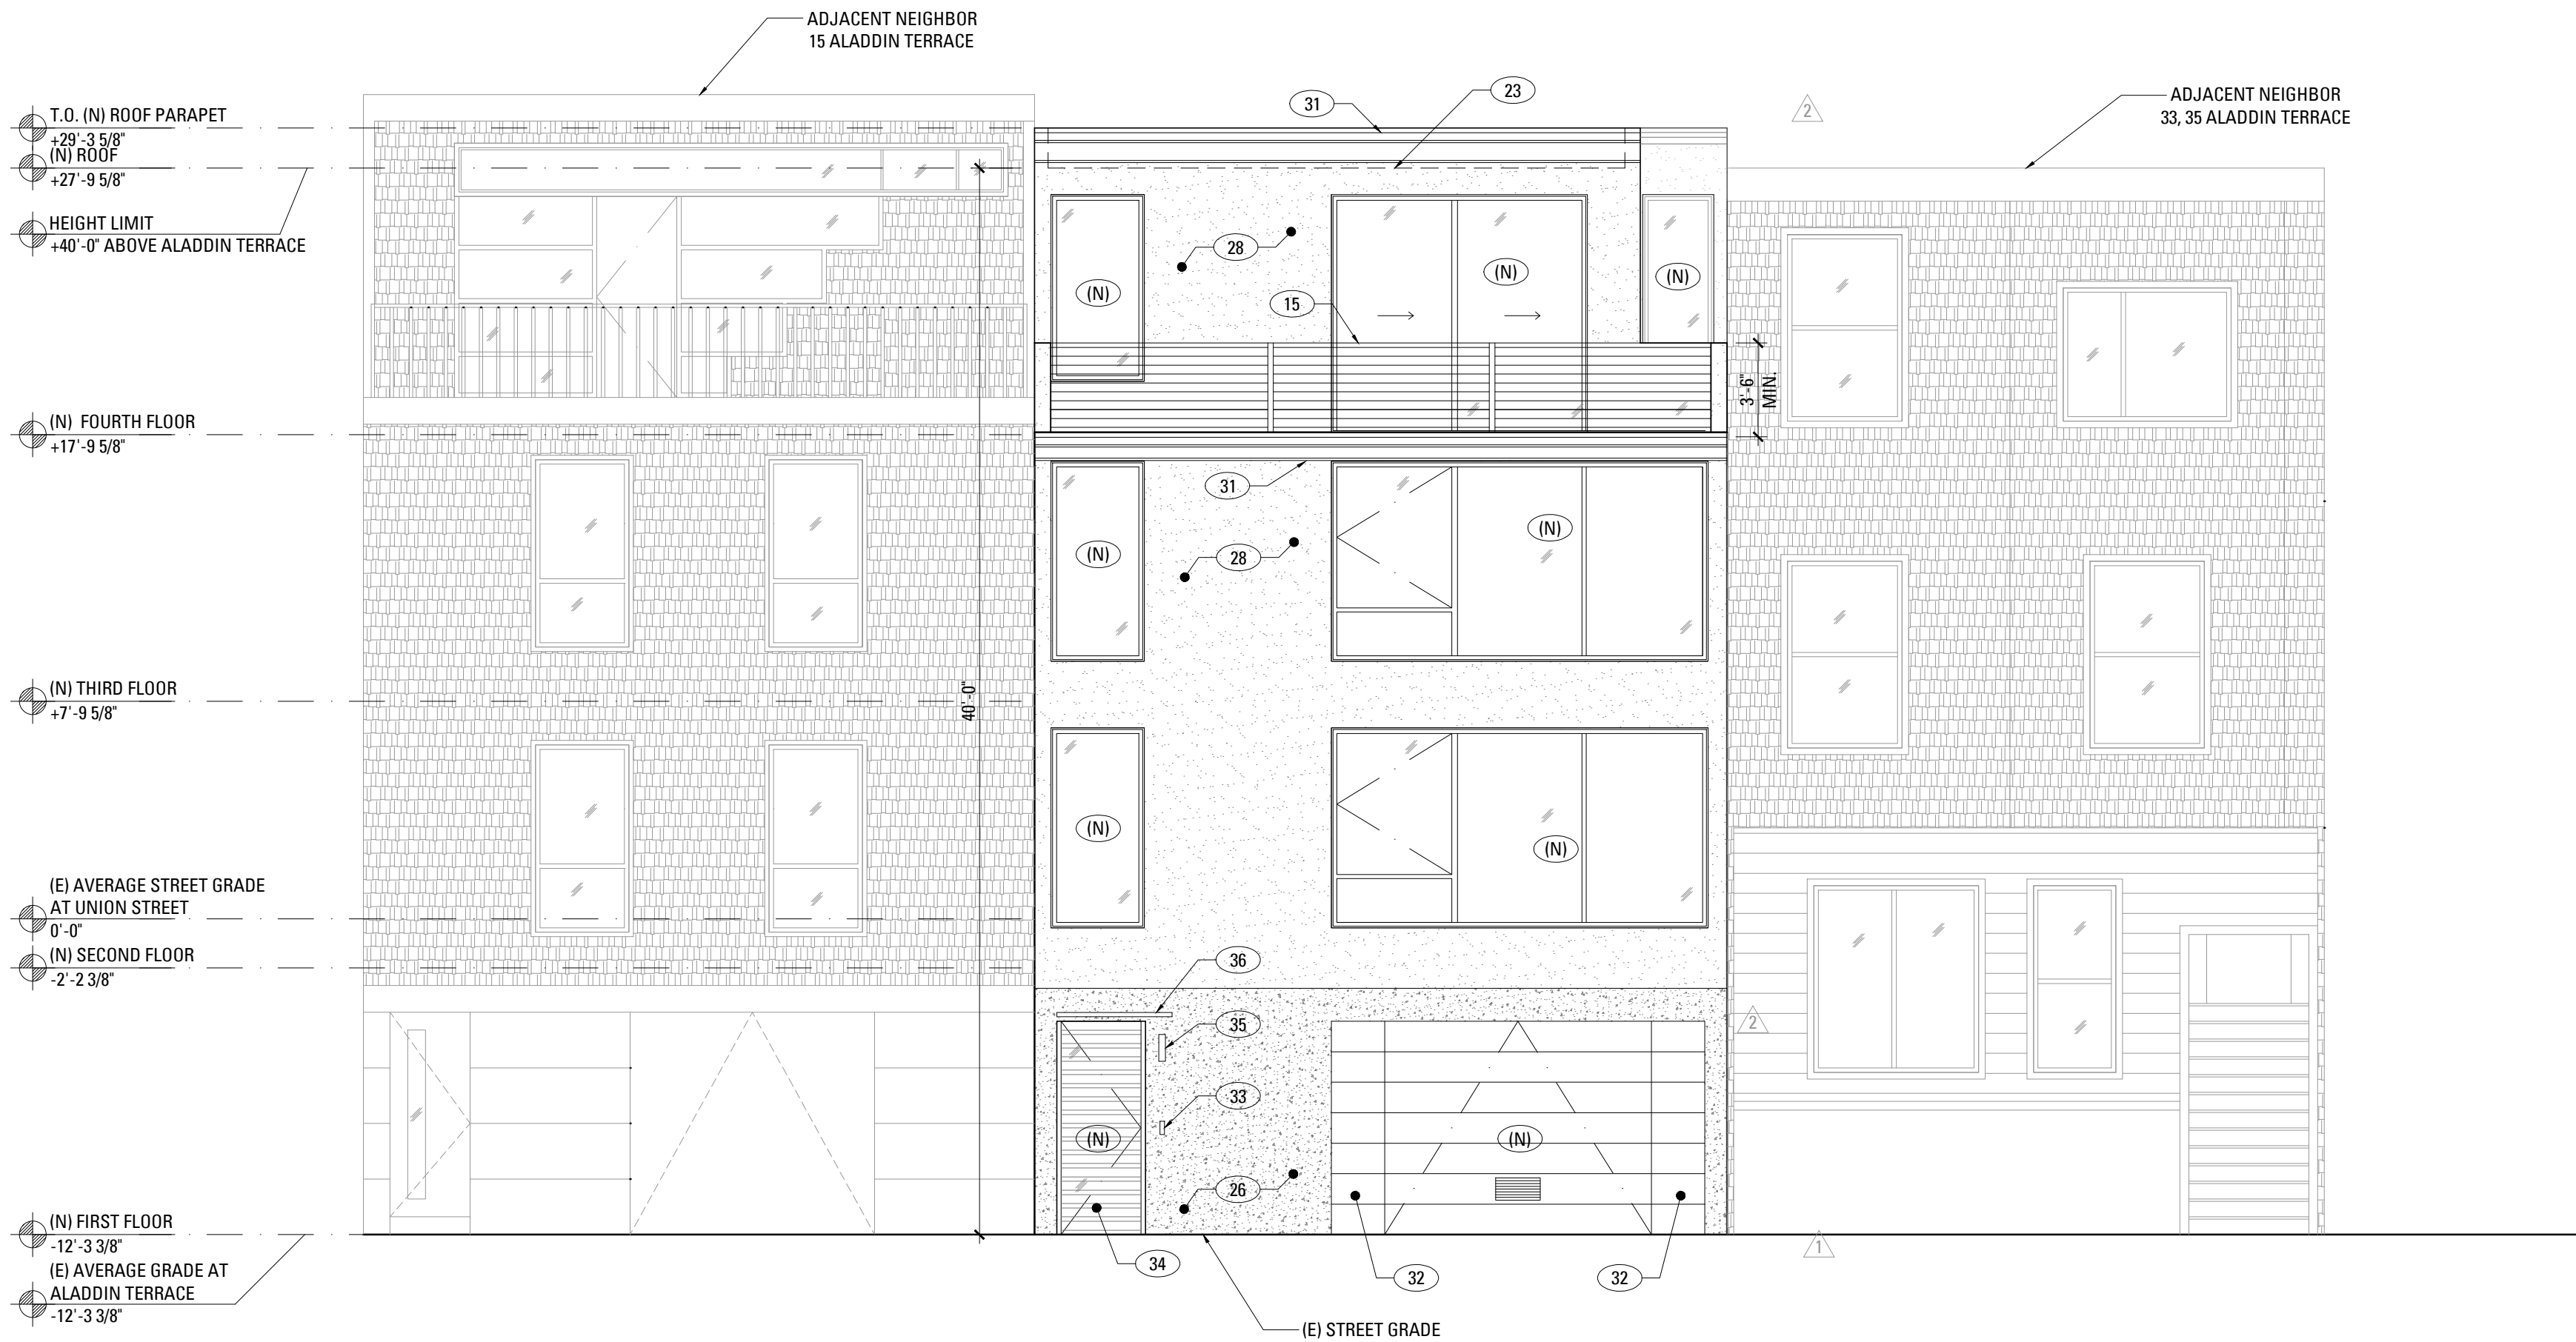 ADJACENT NEIGHBOR
15 ALADDIN TERRACE
31
23
2
ADJACENT NEIGHBOR
33, 35 ALADDIN TERRACE
T.O. (N) ROOF PARAPET
+29'-3 5/8"
(N) ROOF
+27'-9 5/8"
HEIGHT LIMIT
+40'-0" ABOVE ALADDIN TERRACE
28
(N)
(N)
(N)
15
3'-6"
MIN.
(N) FOURTH FLOOR
+17'-9 5/8"
31
(N)
(N)
28
(N) THIRD FLOOR
+7'-9 5/8"
40'-0"
(N)
(N)
(E) AVERAGE STREET GRADE
AT UNION STREET
0'-0"
(N) SECOND FLOOR
-2'-2 3/8"
36
35
2
33
(N)
(N)
26
(N) FIRST FLOOR
-12'-3 3/8"
(E) AVERAGE GRADE AT
ALADDIN TERRACE
-12'-3 3/8"
34
32
32
1
(E) STREET GRADE